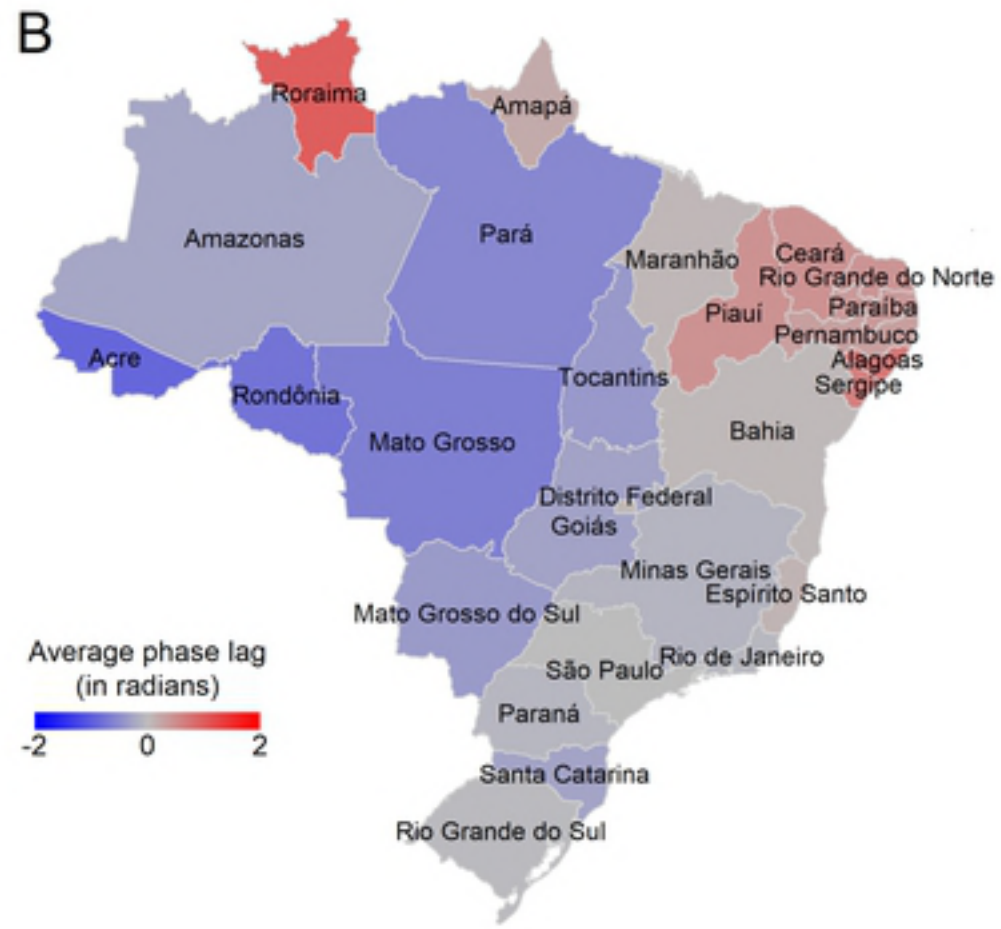 B
Roraima
Amapá
Amazonas
Pará
Maranhão
Ceará
Rio Grande do Norte
Piauí
Paraíba
Pernambuco
Acre
Alagoas
Rondônia
Tocantins
Sergipe
Mato Grosso
Bahia
Distrito Federal
Goiás
Minas Gerais
Espírito Santo
Mato Grosso do Sul
Rio de Janeiro
São Paulo
Paraná
Santa Catarina
Rio Grande do Sul
Average phase lag
(in radians)
-2 0 2